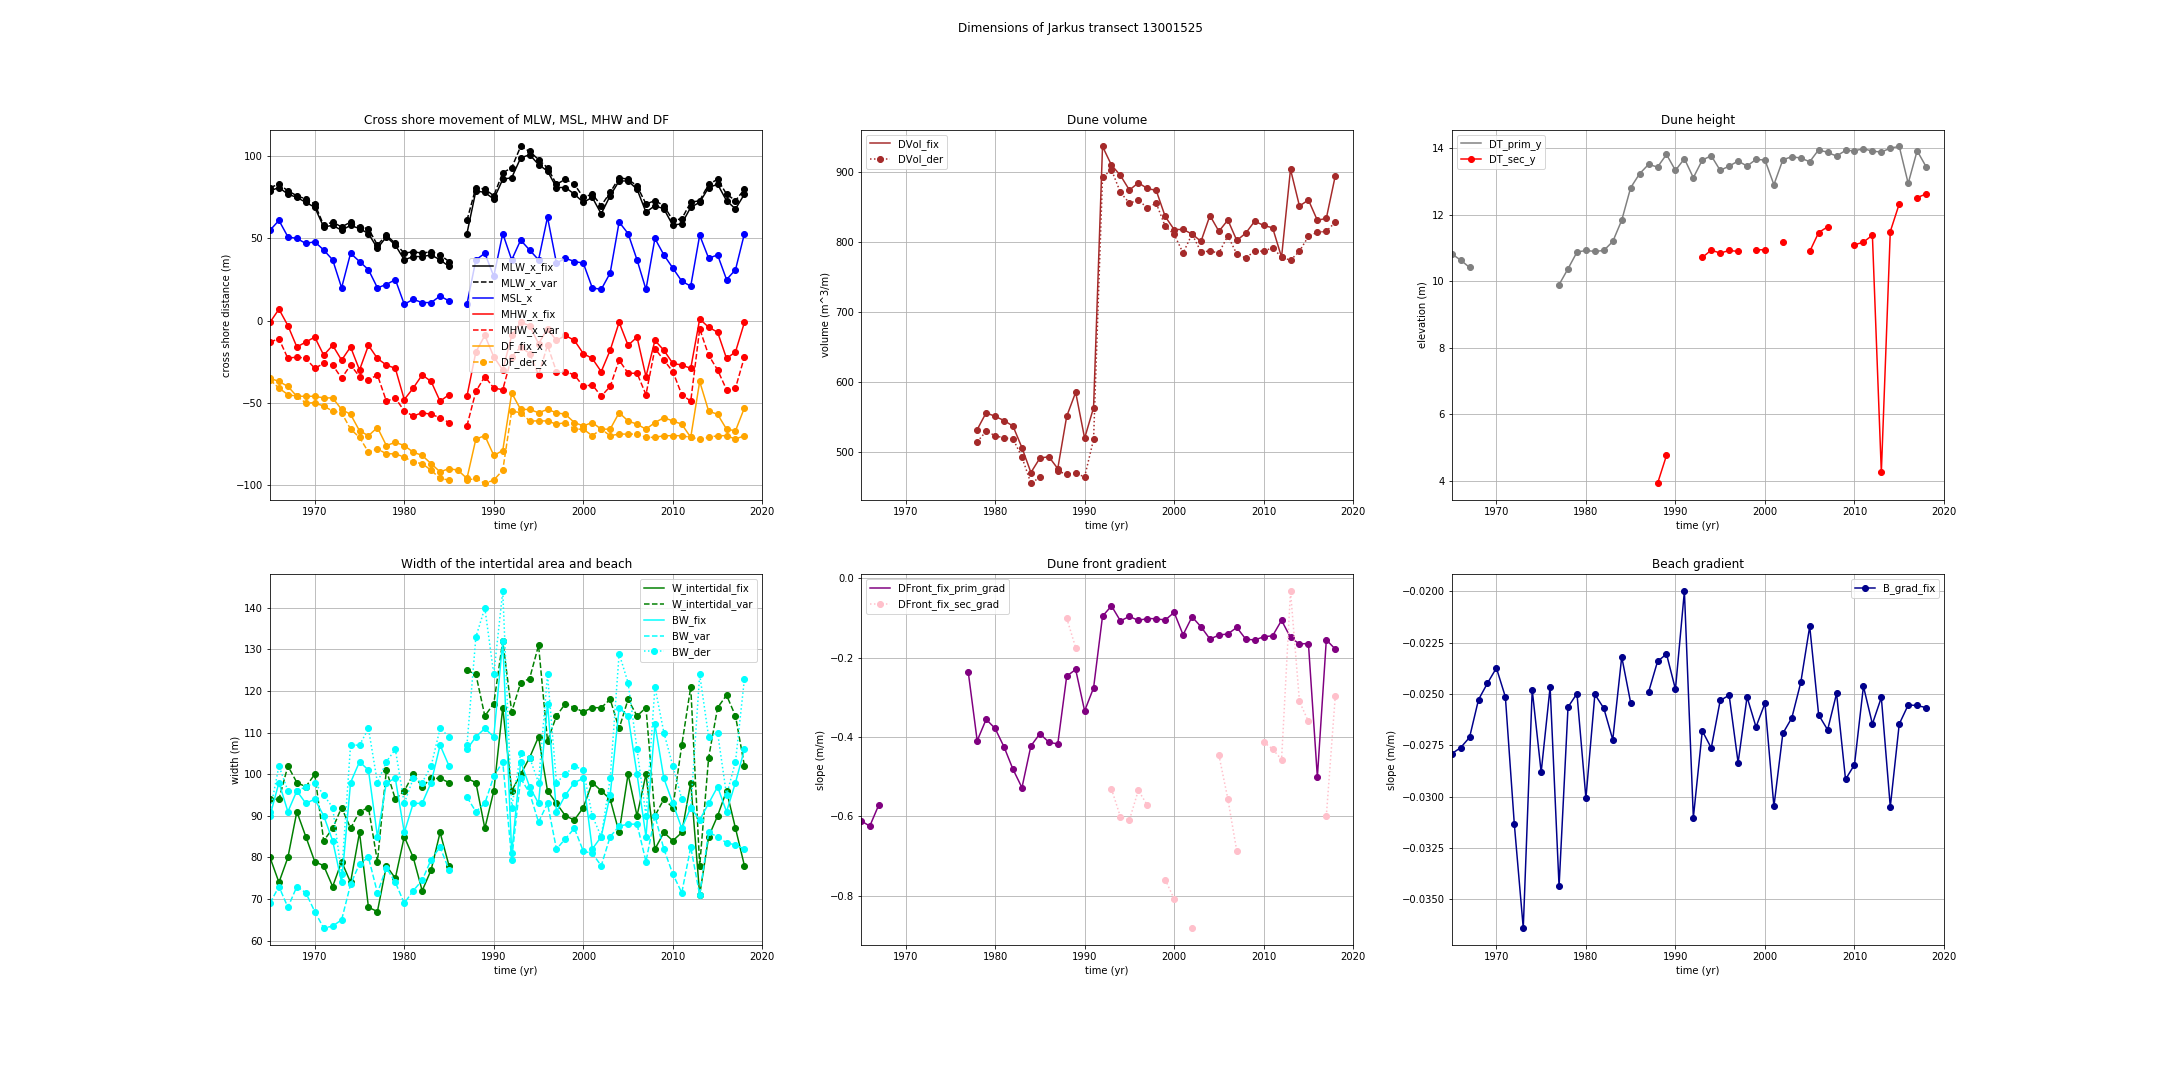 Dimensions of Jarkus transect 13001525
Cross shore movement of MLW, MSL, MHW and DF
cross shore distance (m)
100
50
0
−50
−100
MLW_x_fix
MLW_x_var
MSL_x
MHW_x_fix
MHW_x_var
DF_fix_x
DF_der_x
1970 1980 1990 2000 2010 2020
time (yr)
Dune volume
volume (m^3/m)
900
800
700
600
500
DVol_fix
DVol_der
1970 1980 1990 2000 2010 2020
time (yr)
Dune height
elevation (m)
14
12
10
8
6
4
DT_prim_y
DT_sec_y
1970 1980 1990 2000 2010 2020
time (yr)
Width of the intertidal area and beach
width (m)
140
130
120
110
100
90
80
70
60
W_intertidal_fix
W_intertidal_var
BW_fix
BW_var
BW_der
1970 1980 1990 2000 2010 2020
time (yr)
Dune front gradient
slope (m/m)
0.0
−0.2
−0.4
−0.6
−0.8
DFront_fix_prim_grad
DFront_fix_sec_grad
1970 1980 1990 2000 2010 2020
time (yr)
Beach gradient
slope (m/m)
−0.0200
−0.0225
−0.0250
−0.0275
−0.0300
−0.0325
−0.0350
B_grad_fix
1970 1980 1990 2000 2010 2020
time (yr)